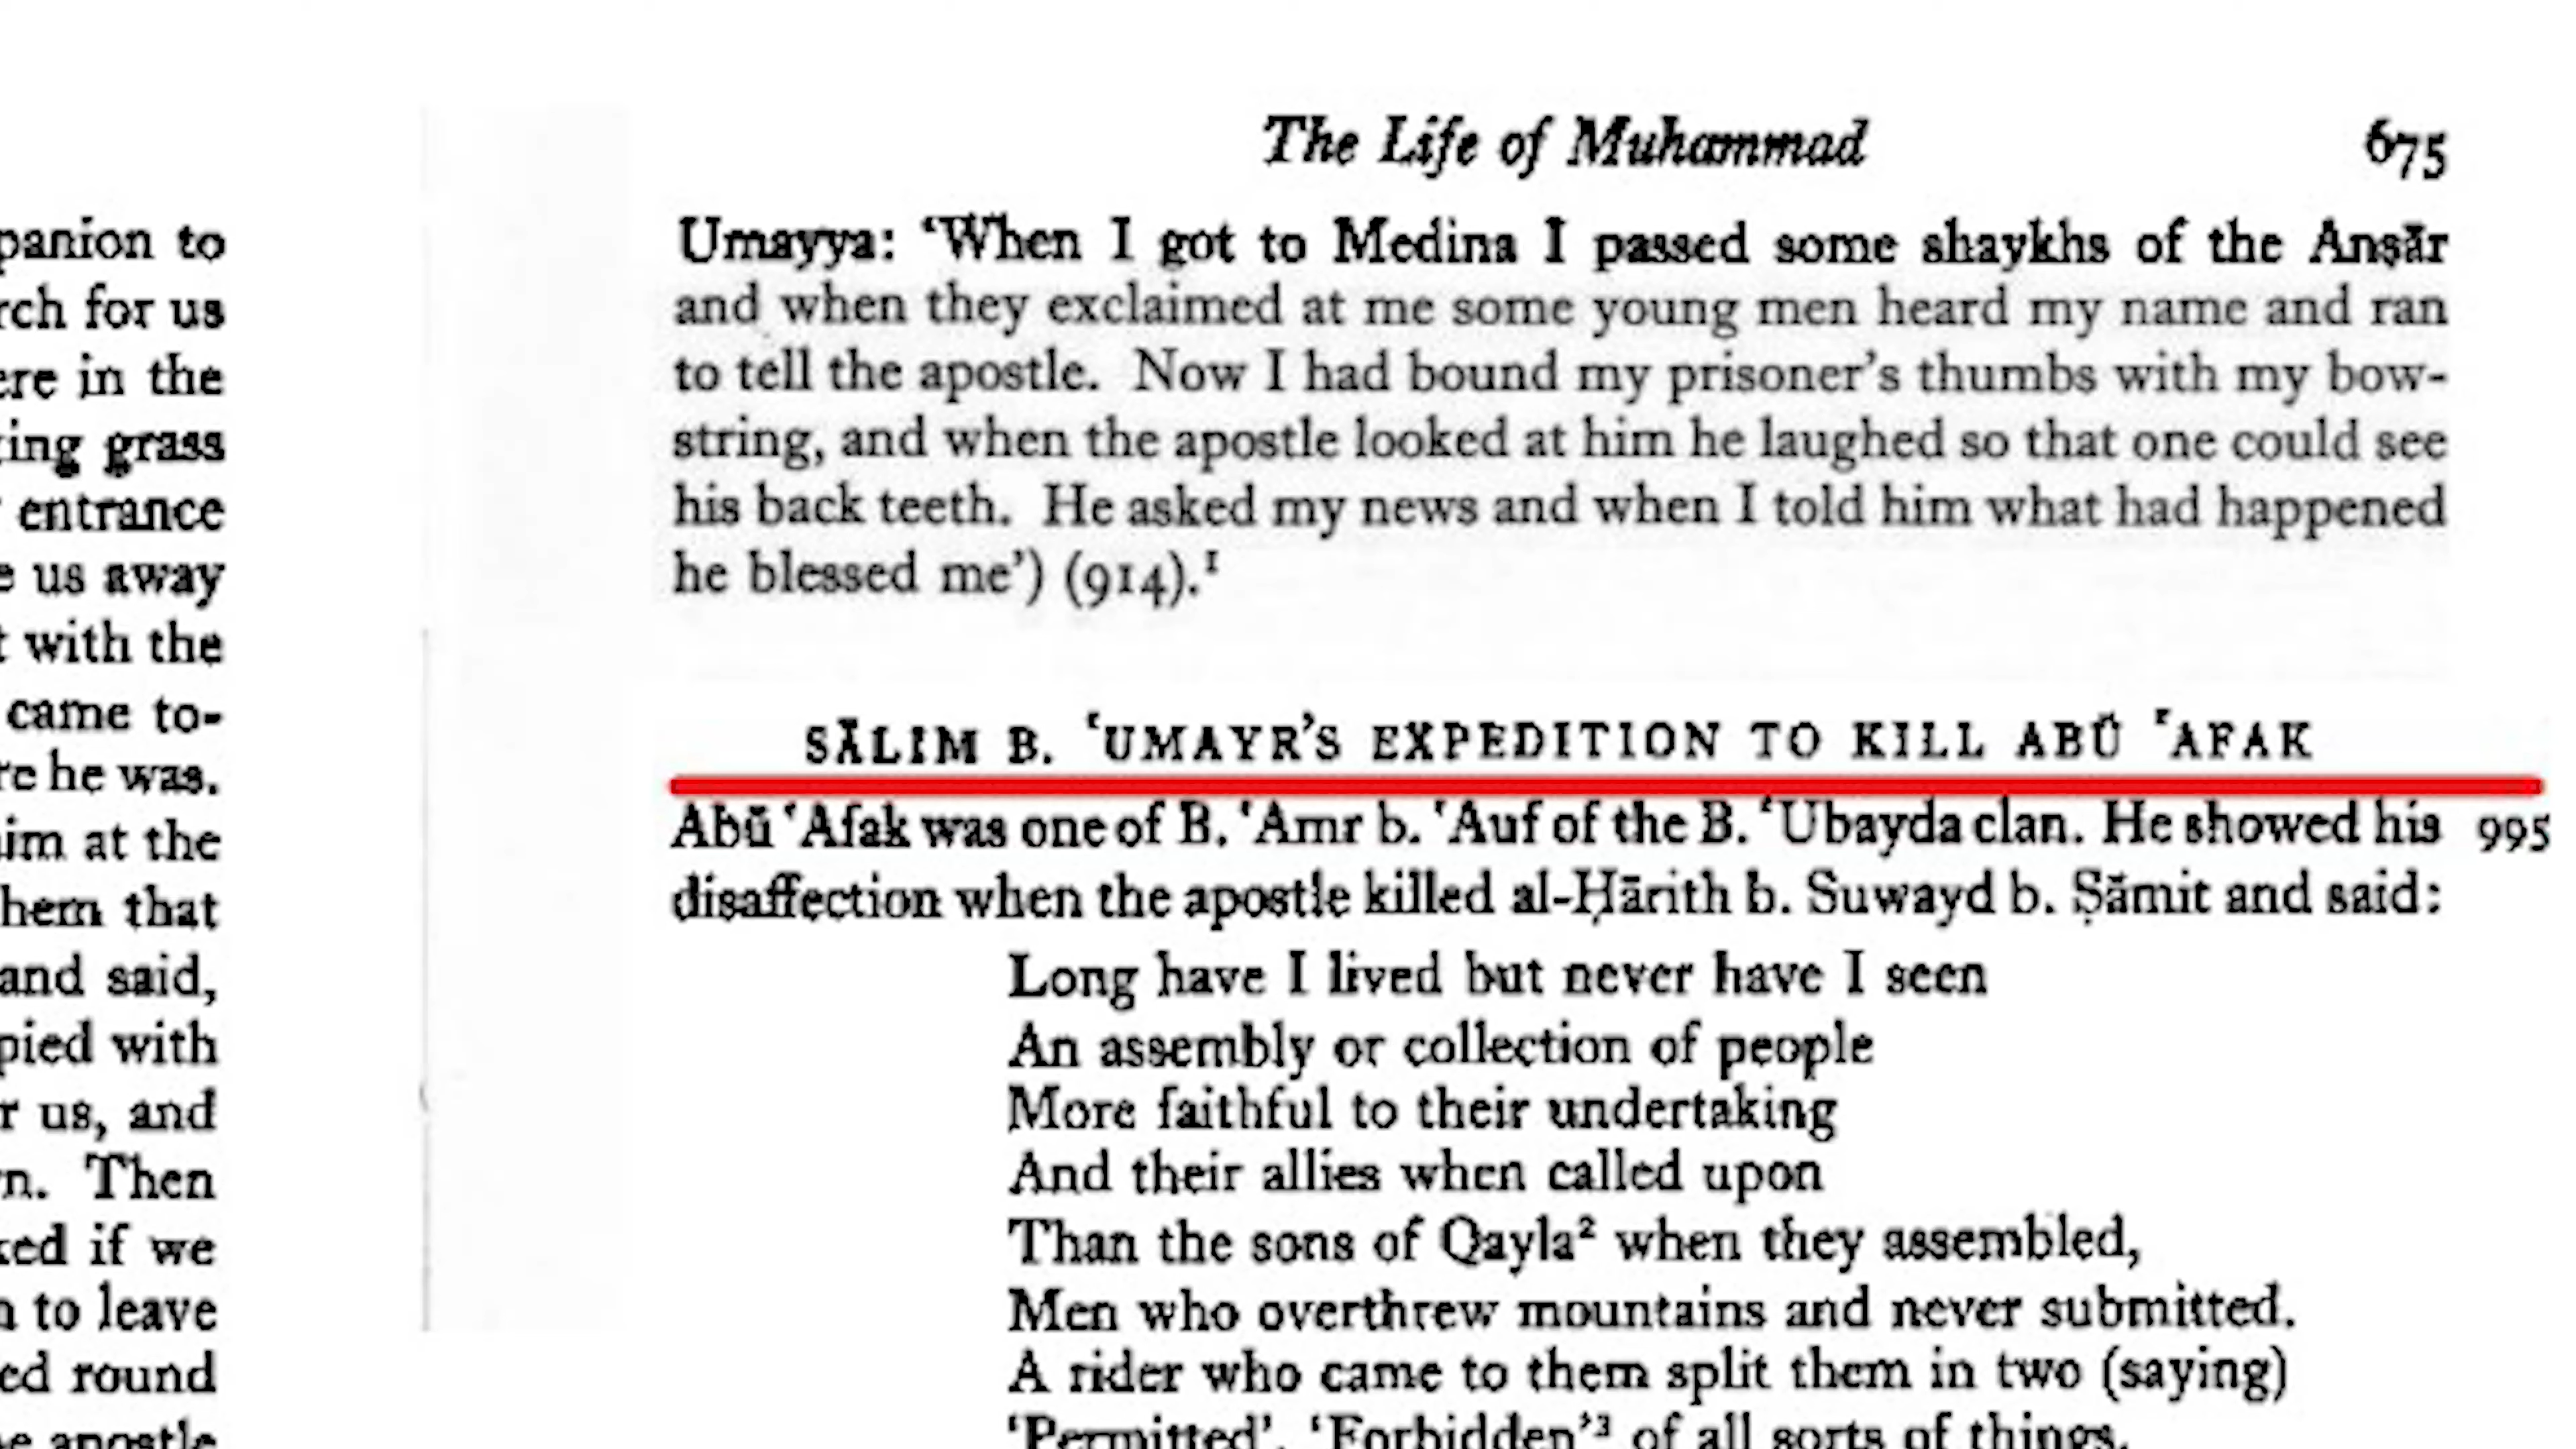 panion to
rch for us
ere in the
ing grass
entrance
e us away
t with the
came to-
re he was.
im at the
hem that
and said,
pied with
r us, and
n. Then
ked if we
n to leave
ed round
apostle
The Life of Muhammad 675
Umayya: ‘When I got to Medina I passed some shaykhs of the Anṣār
and when they exclaimed at me some young men heard my name and ran
to tell the apostle. Now I had bound my prisoner’s thumbs with my bow-
string, and when the apostle looked at him he laughed so that one could see
his back teeth. He asked my news and when I told him what had happened
he blessed me’) (914).¹
SĀLIM B. ‘UMAYR’S EXPEDITION TO KILL ABŪ ‘AFAK
Abū ‘Afak was one of B. ‘Amr b. ‘Auf of the B. ‘Ubayda clan. He showed his 995
disaffection when the apostle killed al-Ḥārith b. Suwayd b. Ṣāmit and said:
Long have I lived but never have I seen
An assembly or collection of people
More faithful to their undertaking
And their allies when called upon
Than the sons of Qayla² when they assembled,
Men who overthrew mountains and never submitted.
A rider who came to them split them in two (saying)
‘Permitted’, ‘Forbidden’³ of all sorts of things.